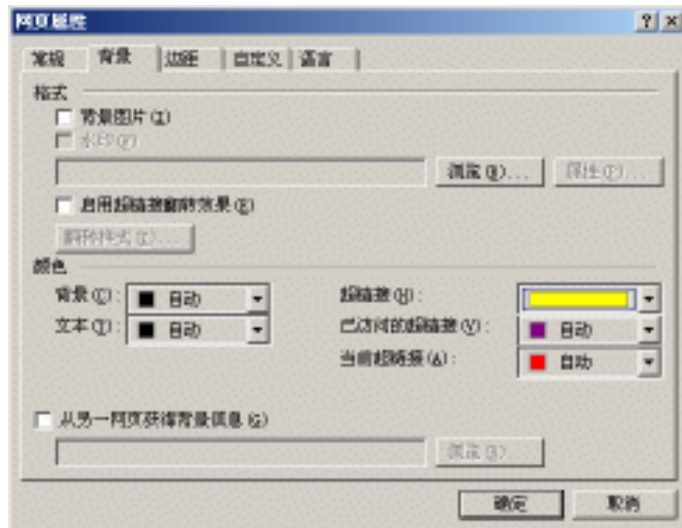 网页属性
常规 背景 边距 自定义 语言
格式
背景图片(I)
水印(W)
浏览(B)... 属性(P)...
启用超链接翻转效果(E)
翻转样式(L)...
颜色
背景(C): 自动 超链接(H):
文本(T): 自动 已访问的超链接(V): 自动
当前超链接(A): 自动
从另一网页获得背景信息(G)
浏览(R)
确定 取消